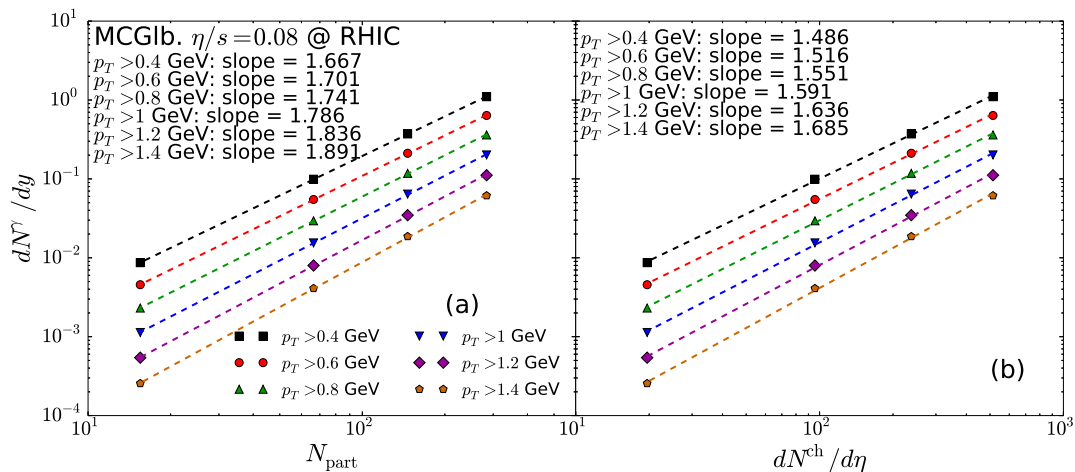 MCGlb. η/s=0.08 @ RHIC
p_T >0.4 GeV: slope = 1.667
p_T >0.6 GeV: slope = 1.701
p_T >0.8 GeV: slope = 1.741
p_T >1 GeV: slope = 1.786
p_T >1.2 GeV: slope = 1.836
p_T >1.4 GeV: slope = 1.891
p_T >0.4 GeV: slope = 1.486
p_T >0.6 GeV: slope = 1.516
p_T >0.8 GeV: slope = 1.551
p_T >1 GeV: slope = 1.591
p_T >1.2 GeV: slope = 1.636
p_T >1.4 GeV: slope = 1.685
10^1
10^0
10^−1
10^−2
10^−3
10^−4
dN^γ/dy
(a)
p_T >0.4 GeV
p_T >0.6 GeV
p_T >0.8 GeV
p_T >1 GeV
p_T >1.2 GeV
p_T >1.4 GeV
(b)
10^1 10^2 10^1 10^2 10^3
N_part
dN^ch/dη